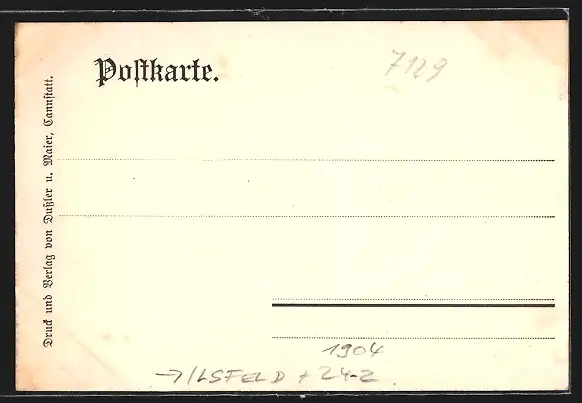 Postkarte.
7129
Druck und Verlag von Dußler u. Maier, Cannstatt.
1904
→ ILSFELD + 24-2